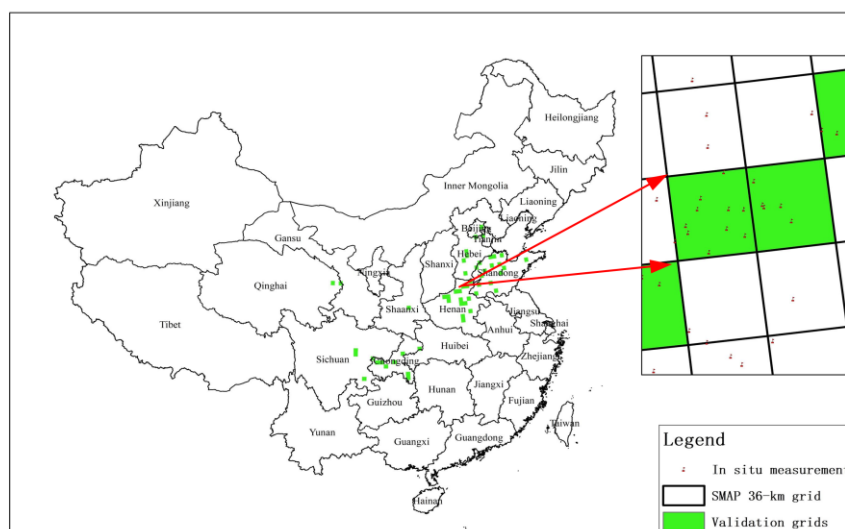 Heilongjiang
Jilin
Inner Mongolia
Liaoning
Xinjiang
Liaoning
Beijing
Tianjin
Gansu
Hebei
Shanxi
Ningxia
Shandong
Qinghai
Shaanxi
Henan
Jiangsu
Tibet
Anhui
Shanghai
Huibei
Sichuan
Chongqing
Zhejiang
Hunan
Jiangxi
Guizhou
Fujian
Yunan
Taiwan
Guangxi
Guangdong
Hainan
Legend
In situ measurement
SMAP 36-km grid
Validation grids